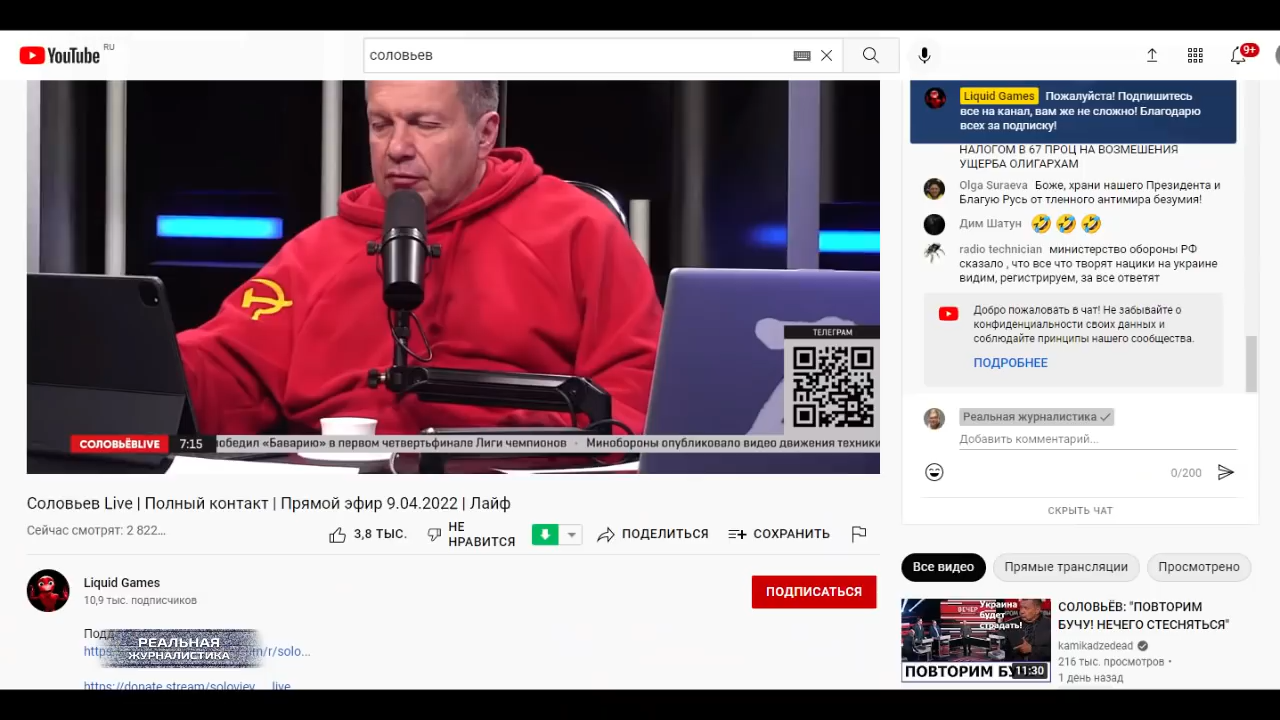 YouTube RU
соловьев
9+
Liquid Games Пожалуйста! Подпишитесь
все на канал, вам же не сложно! Благодарю
всех за подписку!
НАЛОГОМ В 67 ПРОЦ НА ВОЗМЕШЕНИЯ
УЩЕРБА ОЛИГАРХАМ
Olga Suraeva Боже, храни нашего Президента и
Благую Русь от тленного антимира безумия!
Дим Шатун 🤣🤣🤣
radio technician министерство обороны РФ
сказало , что все что творят нацики на украине
видим, регистрируем, за все ответят
Добро пожаловать в чат! Не забывайте о
конфиденциальности своих данных и
соблюдайте принципы нашего сообщества.
ПОДРОБНЕЕ
Реальная журналистика
Добавить комментарий...
0/200
СКРЫТЬ ЧАТ
ТЕЛЕГРАМ
СОЛОВЬЁВLIVE 7:15 победил «Баварию» в первом четвертьфинале Лиги чемпионов · Минобороны опубликовало видео движения техники
Соловьев Live | Полный контакт | Прямой эфир 9.04.2022 | Лайф
Сейчас смотрят: 2 822...
3,8 ТЫС.
НЕ
НРАВИТСЯ
ПОДЕЛИТЬСЯ
СОХРАНИТЬ
Liquid Games
10,9 тыс. подписчиков
ПОДПИСАТЬСЯ
РЕАЛЬНАЯ
ЖУРНАЛИСТИКА
m/r/solo...
https://donate.stream/soloviev__live
Все видео
Прямые трансляции
Просмотрено
Украина
будет
страдать!
ВЕЧЕР
ПОВТОРИМ
11:30
СОЛОВЬЁВ: "ПОВТОРИМ
БУЧУ! НЕЧЕГО СТЕСНЯТЬСЯ"
kamikadzedead
216 тыс. просмотров •
1 день назад